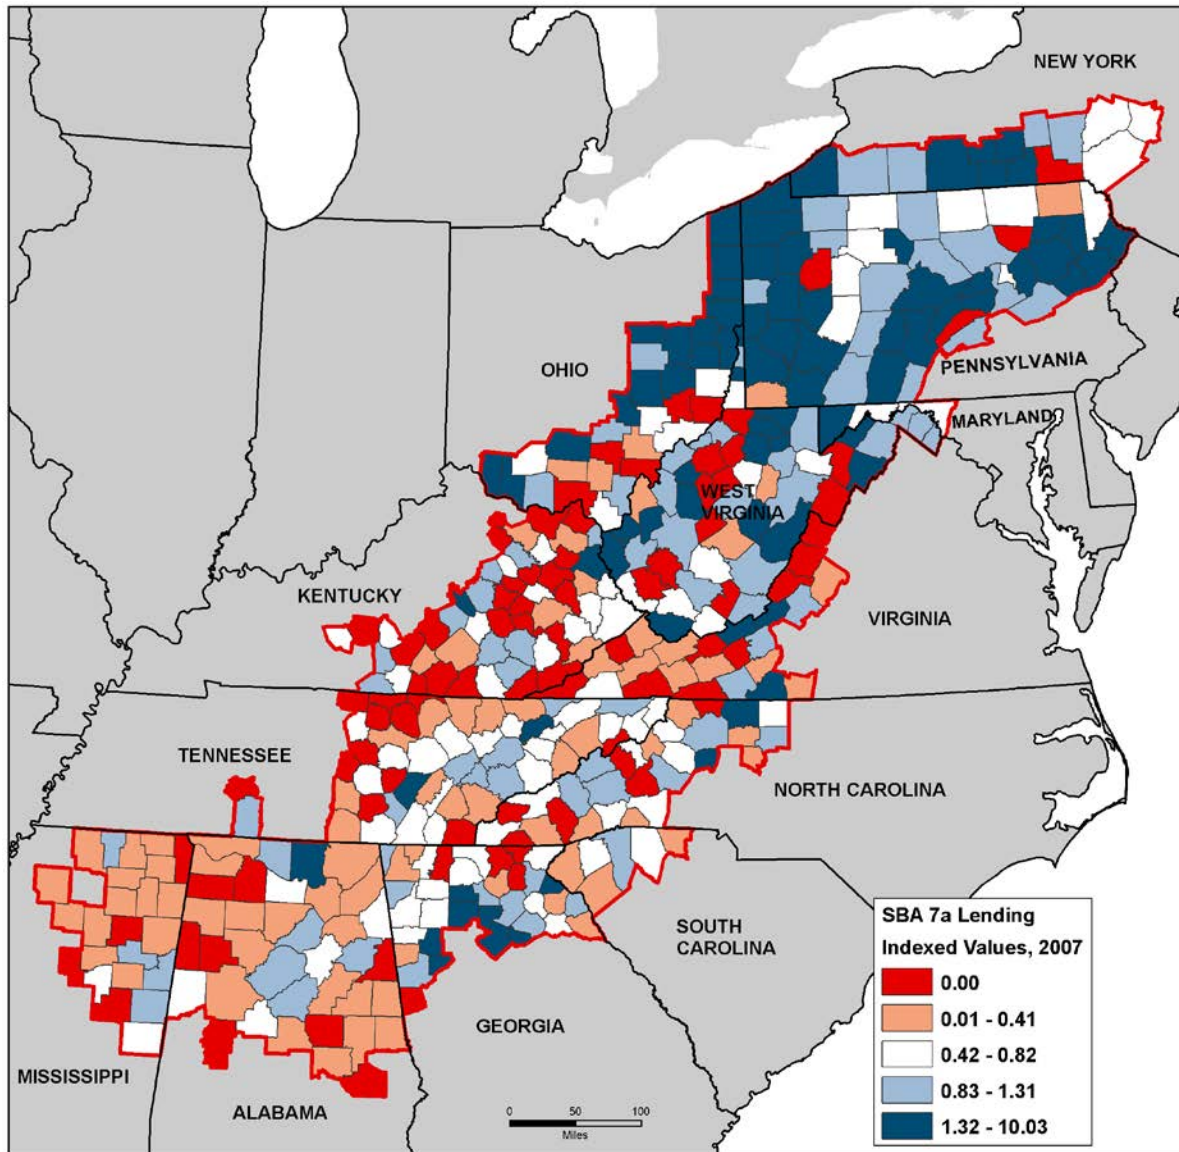 NEW YORK
OHIO
PENNSYLVANIA
MARYLAND
WEST
VIRGINIA
KENTUCKY
VIRGINIA
TENNESSEE
NORTH CAROLINA
SOUTH
CAROLINA
GEORGIA
MISSISSIPPI
ALABAMA
0 50 100
Miles
SBA 7a Lending
Indexed Values, 2007
0.00
0.01 - 0.41
0.42 - 0.82
0.83 - 1.31
1.32 - 10.03